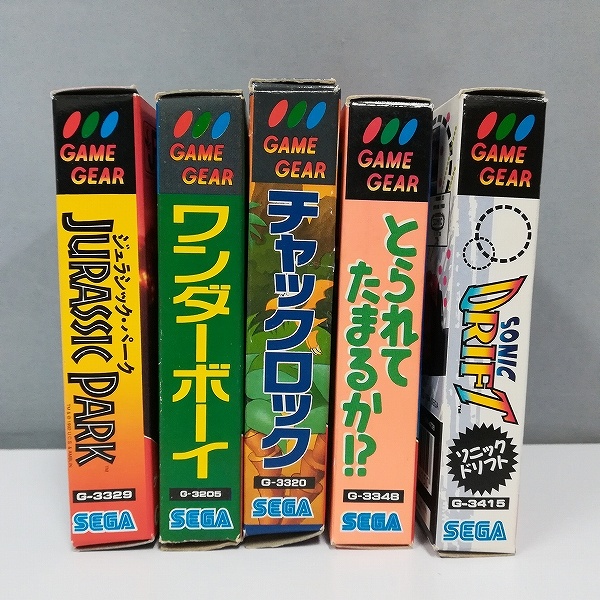 GAME
GEAR
ジュラシック・パーク
JURASSIC PARK
G-3329
SEGA
GAME
GEAR
ワンダーボーイ
G-3205
SEGA
GAME
GEAR
チャックロック
G-3320
SEGA
GAME
GEAR
とられて
たまるか!?
G-3348
SEGA
GAME
GEAR
SONIC
DRIFT
ソニック
ドリフト
G-3415
SEGA